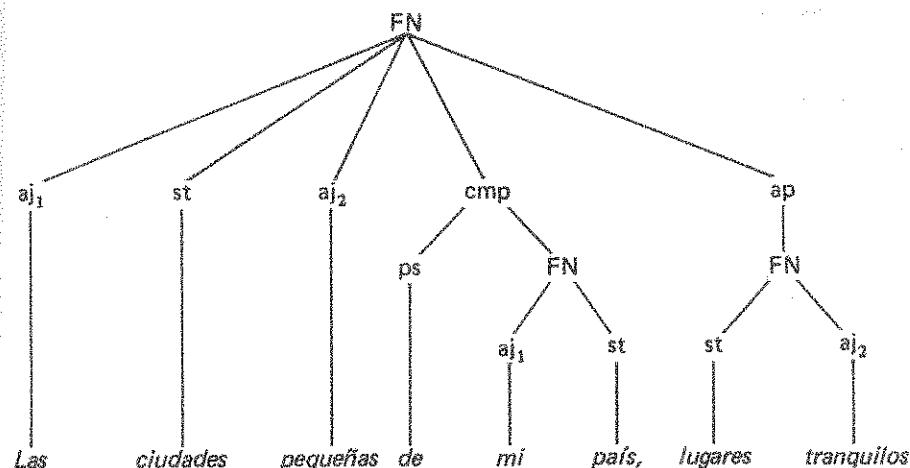 FN
aj₁ st aj₂ cmp ap
ps FN FN
aj₁ st st aj₂
Las ciudades pequeñas de mi país, lugares tranquilos